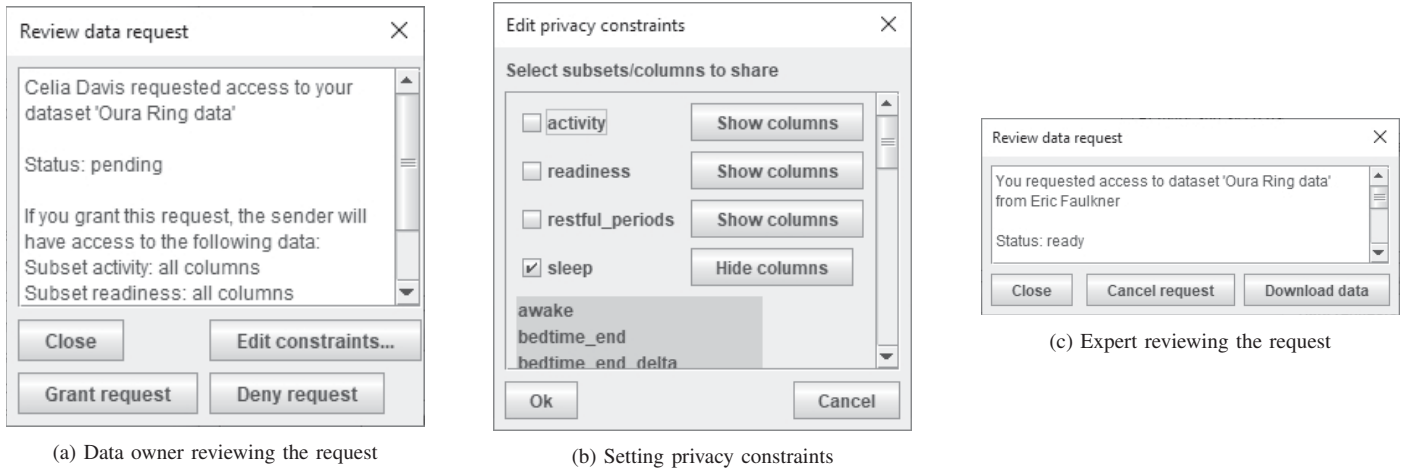 Review data request
Celia Davis requested access to your
dataset 'Oura Ring data'
Status: pending
If you grant this request, the sender will
have access to the following data:
Subset activity: all columns
Subset readiness: all columns
Close
Edit constraints...
Grant request
Deny request
(a) Data owner reviewing the request
Edit privacy constraints
Select subsets/columns to share
activity
Show columns
readiness
Show columns
restful_periods
Show columns
sleep
Hide columns
awake
bedtime_end
bedtime_end_delta
Ok
Cancel
(b) Setting privacy constraints
Review data request
You requested access to dataset 'Oura Ring data'
from Eric Faulkner
Status: ready
Close
Cancel request
Download data
(c) Expert reviewing the request